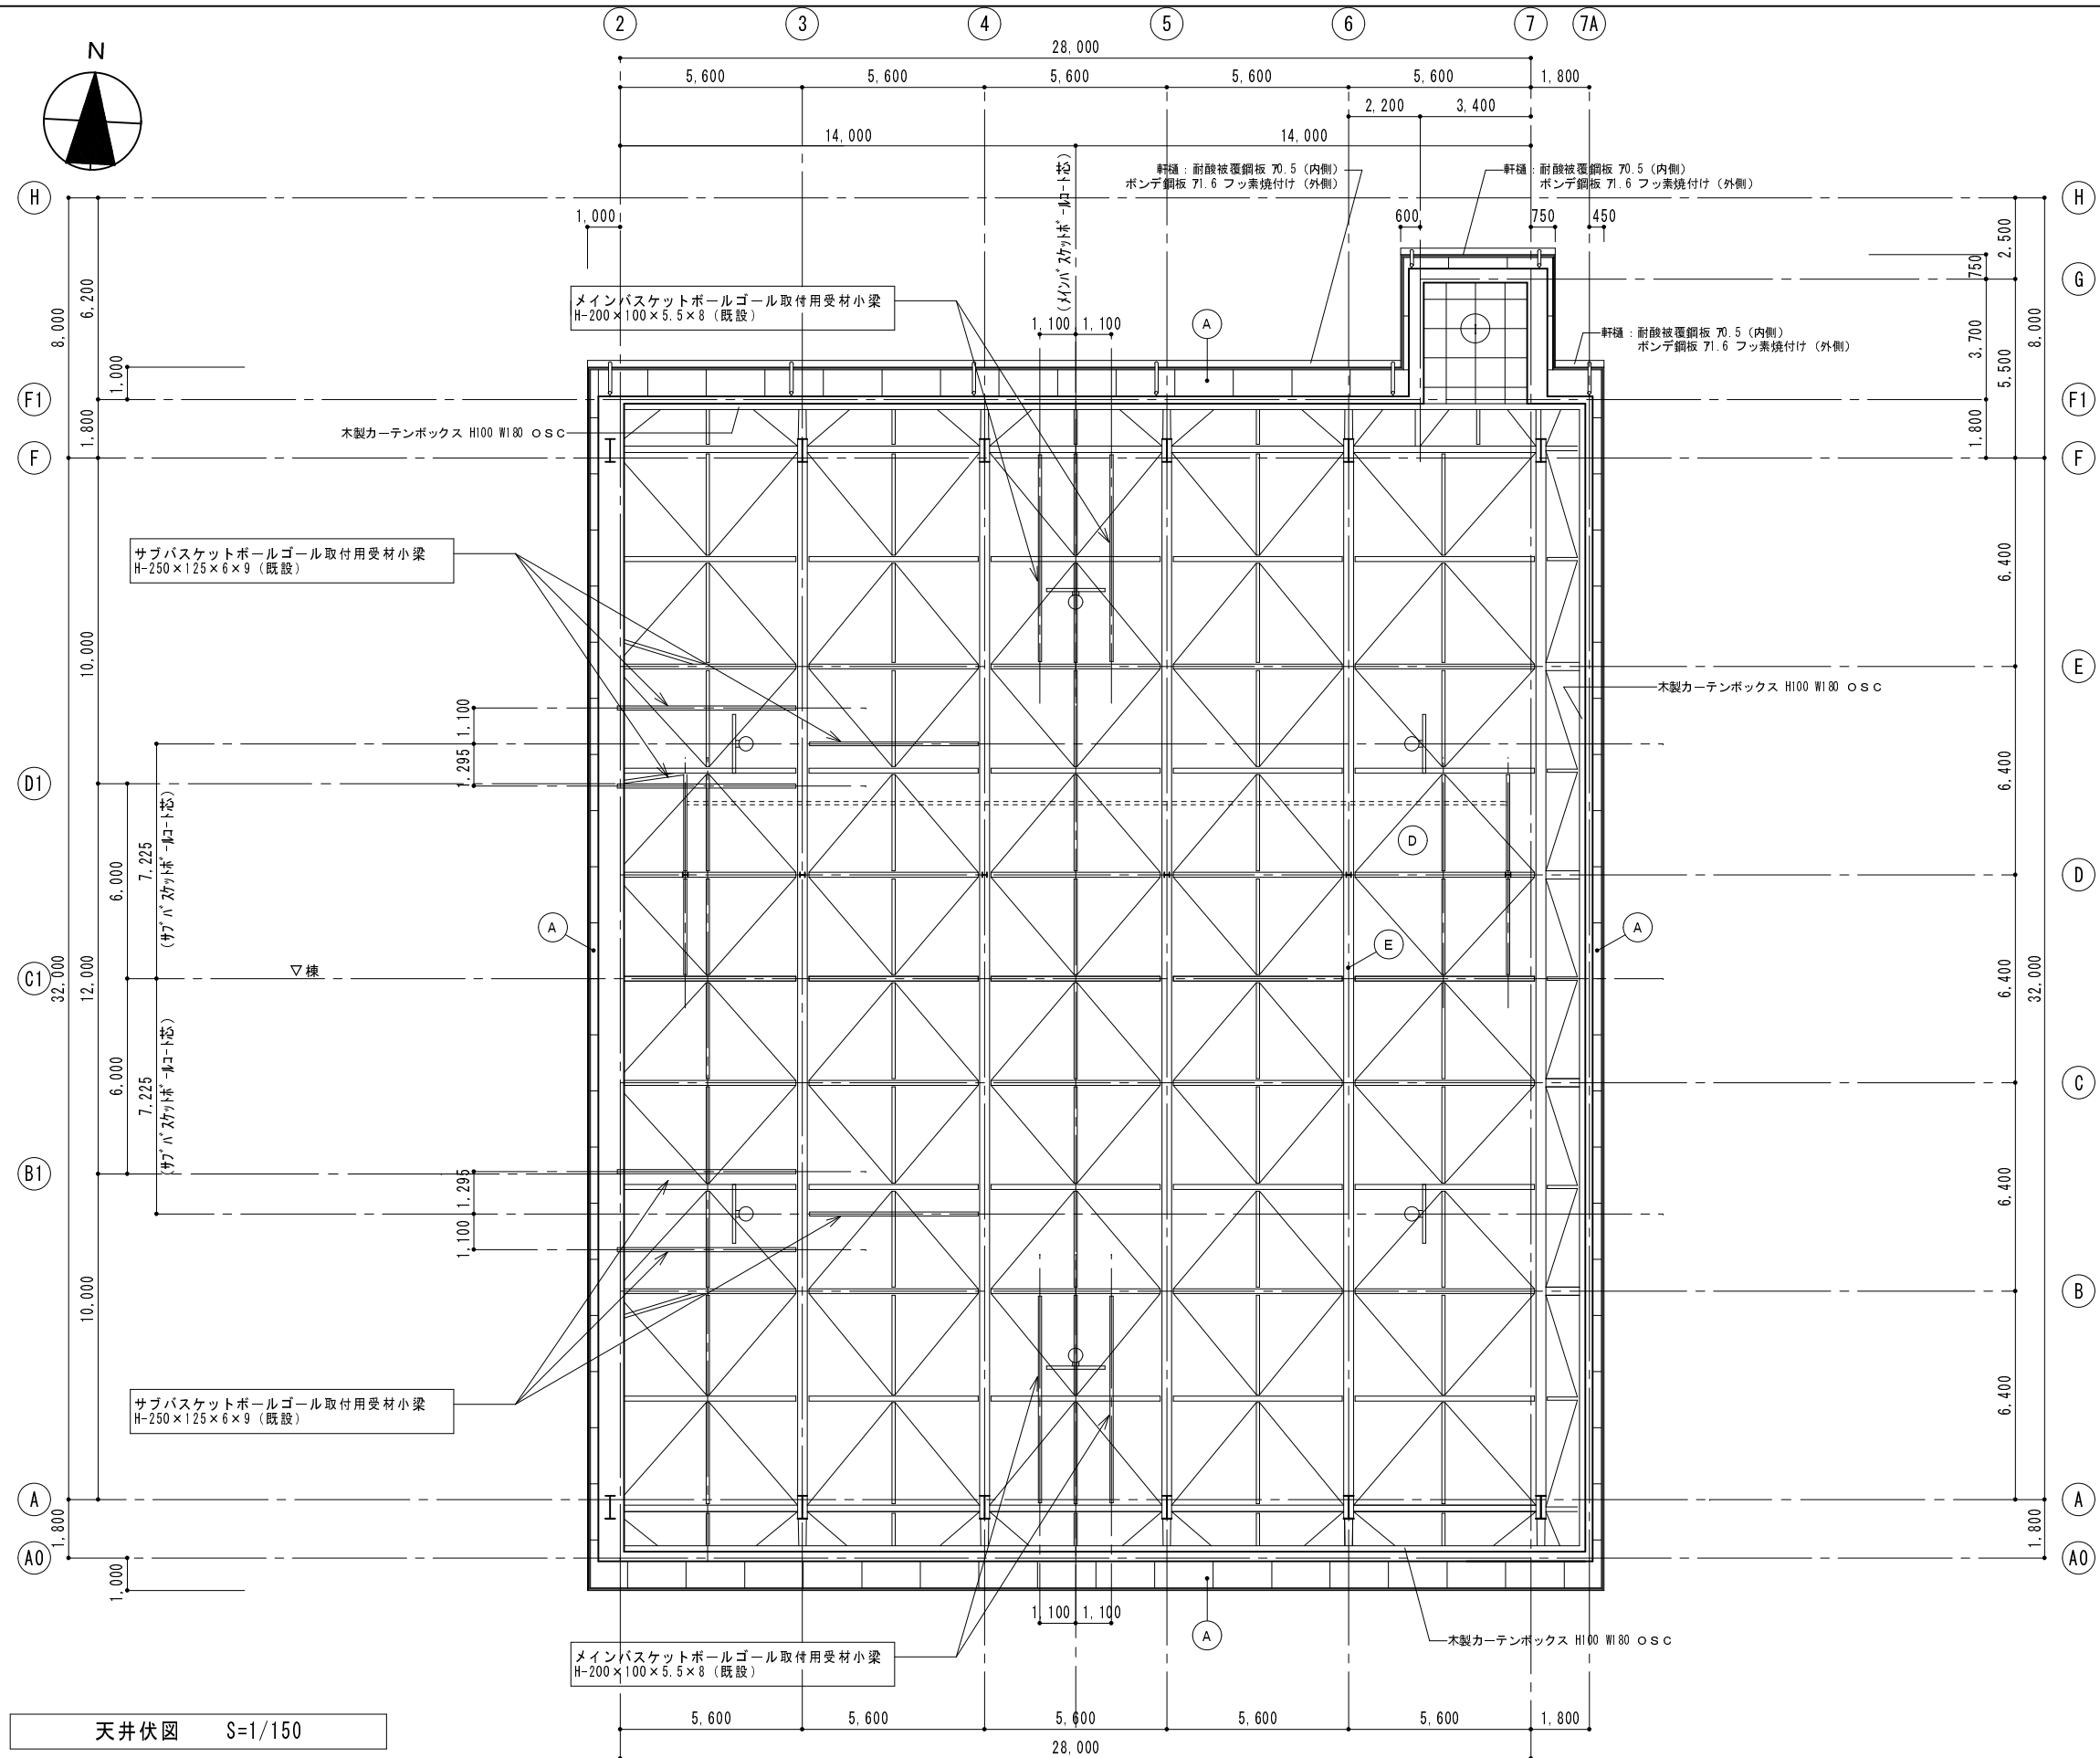 2
3
4
5
6
7
7A
N
28,000
5,600
5,600
5,600
5,600
5,600
1,800
2,200
3,400
14,000
14,000
(メインバスケットボールコート芯)
軒樋：耐酸被覆鋼板 ア0.5 (内側)
ボンデ鋼板 ア1.6 フッ素焼付け (外側)
軒樋：耐酸被覆鋼板 ア0.5 (内側)
ボンデ鋼板 ア1.6 フッ素焼付け (外側)
H
H
1,000
600
750
450
2,500
750
G
6,200
8,000
メインバスケットボールゴール取付用受材小梁
H-200×100×5.5×8 (既設)
1,100
1,100
A
I
軒樋：耐酸被覆鋼板 ア0.5 (内側)
ボンデ鋼板 ア1.6 フッ素焼付け (外側)
3,700
5,500
8,000
1,000
F1
F1
1,800
木製カーテンボックス H100 W180 OSC
1,800
F
F
サブバスケットボールゴール取付用受材小梁
H-250×125×6×9 (既設)
6,400
10,000
E
木製カーテンボックス H100 W180 OSC
1,100
1,295
6,400
D1
7,225
(サブバスケットボールコート芯)
6,000
D
D
A
E
A
▽棟
C1
32,000
12,000
6,400
32,000
6,000
7,225
(サブバスケットボールコート芯)
C
B1
1,295
1,100
6,400
10,000
B
サブバスケットボールゴール取付用受材小梁
H-250×125×6×9 (既設)
6,400
A
A
1,800
1,800
A0
A0
1,000
1,100
1,100
A
木製カーテンボックス H100 W180 OSC
メインバスケットボールゴール取付用受材小梁
H-200×100×5.5×8 (既設)
5,600
5,600
5,600
5,600
5,600
1,800
28,000
天井伏図 S=1/150